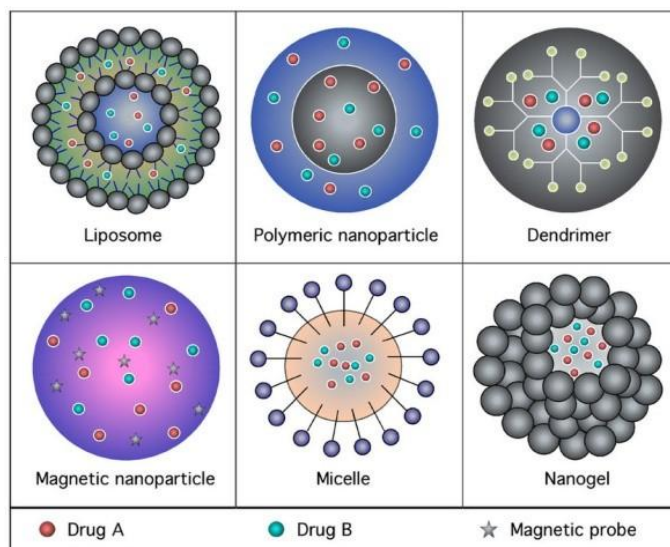 Liposome
Polymeric nanoparticle
Dendrimer
Magnetic nanoparticle
Micelle
Nanogel
Drug A
Drug B
Magnetic probe